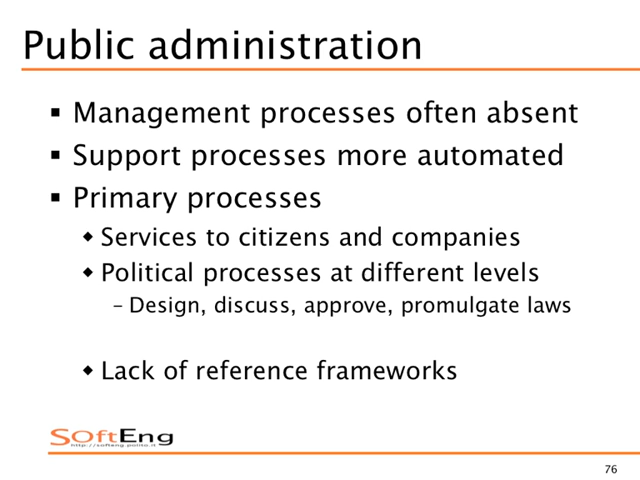 Public administration
▪ Management processes often absent
▪ Support processes more automated
▪ Primary processes
◆ Services to citizens and companies
◆ Political processes at different levels
– Design, discuss, approve, promulgate laws
◆ Lack of reference frameworks
SOftEng
http://softeng.polito.it
76